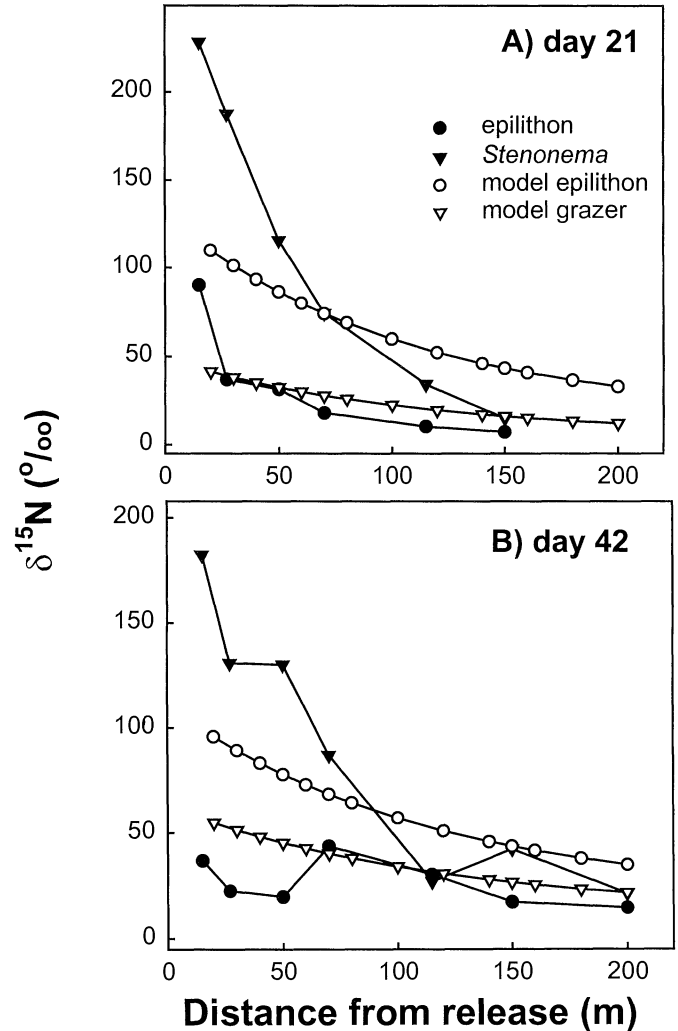 A) day 21
200
150
100
50
0
epilithon
Stenonema
model epilithon
model grazer
0 50 100 150 200
δ15N (o/oo)
B) day 42
200
150
100
50
0
0 50 100 150 200
Distance from release (m)